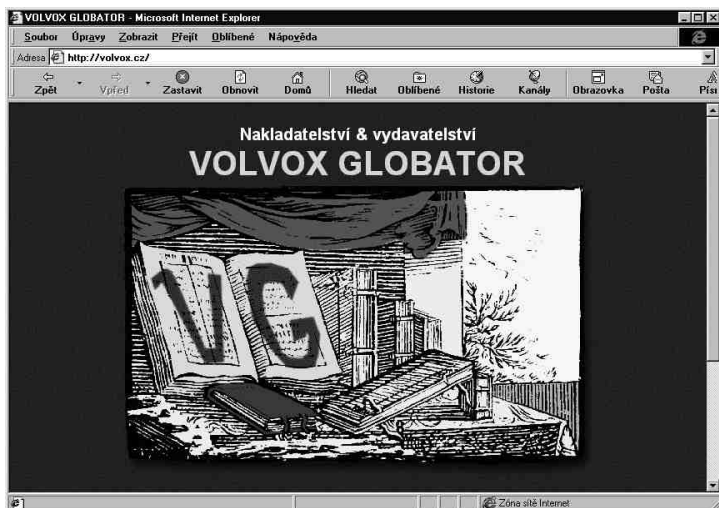 VOLVOX GLOBATOR - Microsoft Internet Explorer
Soubor Úpravy Zobrazit Přejít Oblíbené Nápověda
Adresa http://volvox.cz/
Zpět Vpřed Zastavit Obnovit Domů Hledat Oblíbené Historie Kanály Obrazovka Pošta Písı
Nakladatelství & vydavatelství
VOLVOX GLOBATOR
VG
Zóna sítě Internet